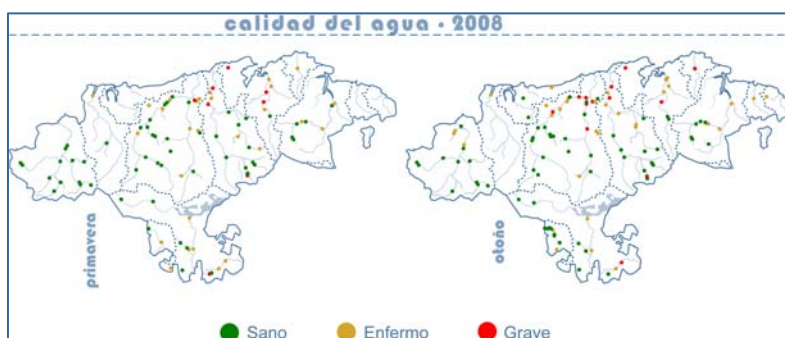 calidad del agua · 2008
primavera
otoño
Sano
Enfermo
Grave